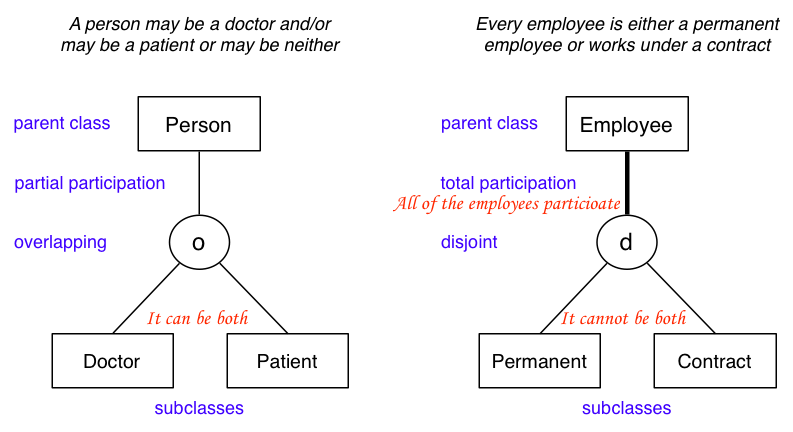 A person may be a doctor and/or
may be a patient or may be neither
parent class
Person
partial participation
overlapping
o
It can be both
Doctor
Patient
subclasses
Every employee is either a permanent
employee or works under a contract
parent class
Employee
total participation
All of the employees particioate
disjoint
d
It cannot be both
Permanent
Contract
subclasses